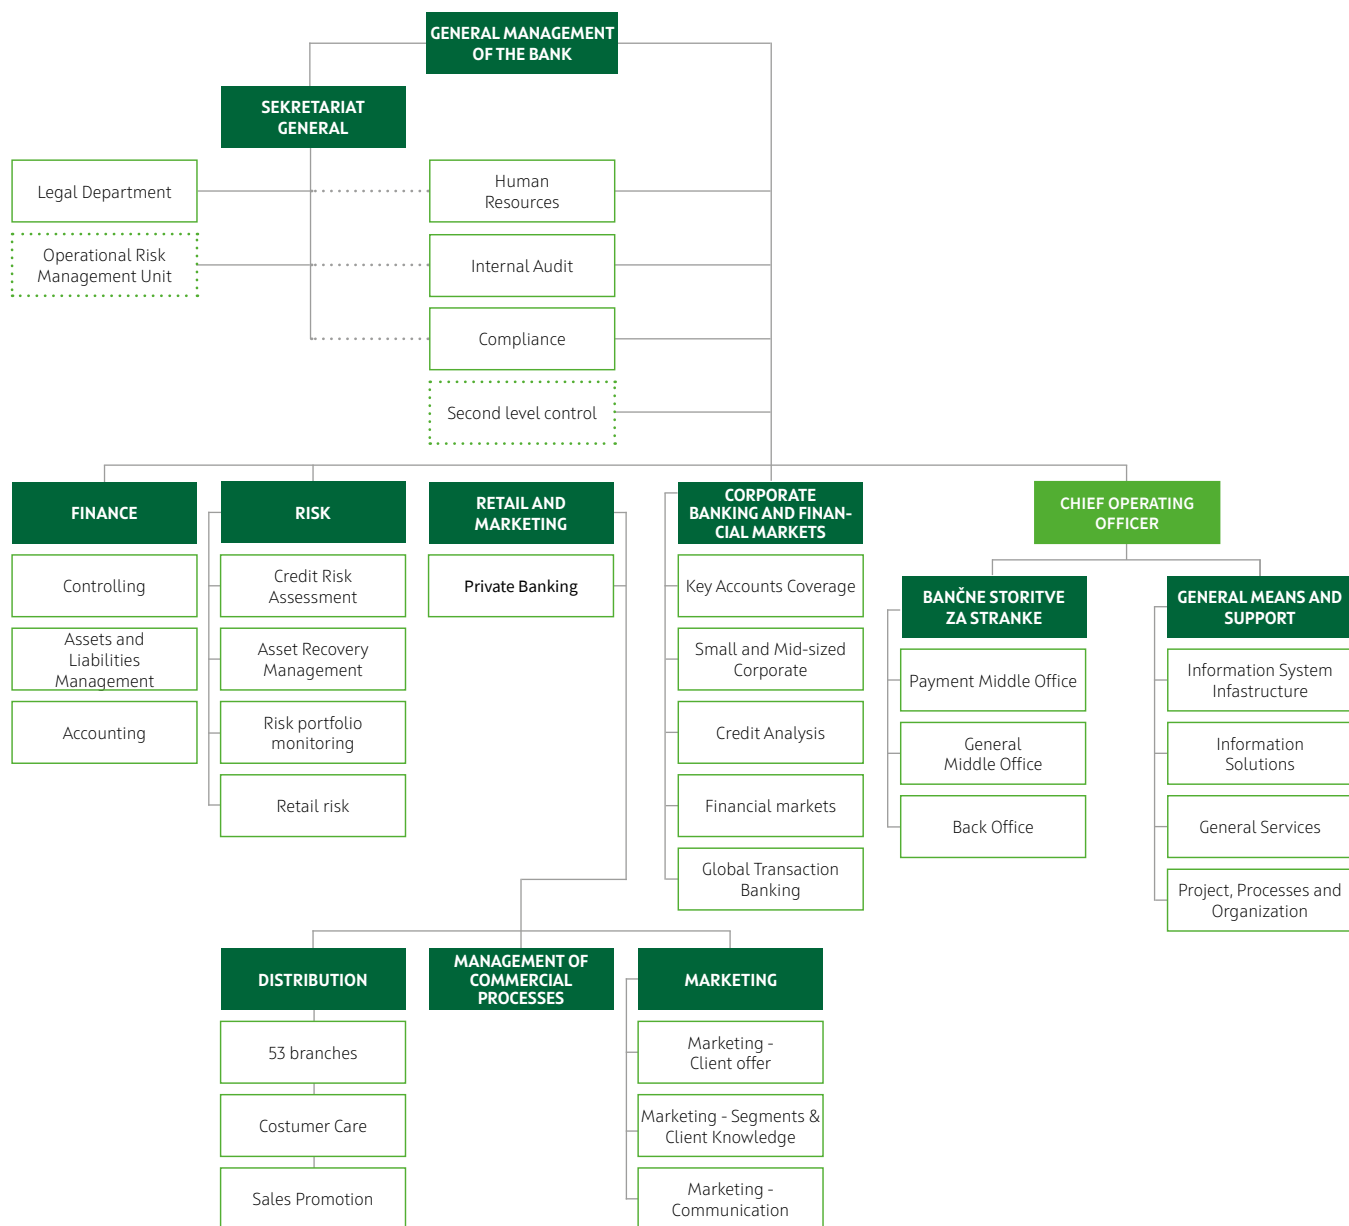 GENERAL MANAGEMENT
OF THE BANK
SEKRETARIAT
GENERAL
Legal Department
Human
Resources
Operational Risk
Management Unit
Internal Audit
Compliance
Second level control
FINANCE
Controlling
Assets and
Liabilities
Management
Accounting
RISK
Credit Risk
Assessment
Asset Recovery
Management
Risk portfolio
monitoring
Retail risk
RETAIL AND
MARKETING
Private Banking
CORPORATE
BANKING AND FINAN-
CIAL MARKETS
Key Accounts Coverage
Small and Mid-sized
Corporate
Credit Analysis
Financial markets
Global Transaction
Banking
CHIEF OPERATING
OFFICER
BANČNE STORITVE
ZA STRANKE
Payment Middle Office
General
Middle Office
Back Office
GENERAL MEANS AND
SUPPORT
Information System
Infastructure
Information
Solutions
General Services
Project, Processes and
Organization
DISTRIBUTION
53 branches
Costumer Care
Sales Promotion
MANAGEMENT OF
COMMERCIAL
PROCESSES
MARKETING
Marketing -
Client offer
Marketing - Segments &
Client Knowledge
Marketing -
Communication